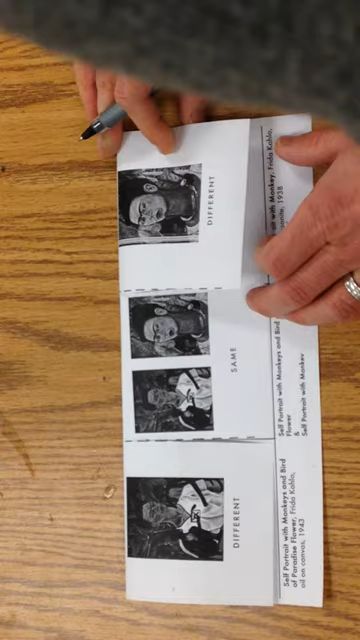 DIFFERENT
SAME
DIFFERENT
Self Portrait with Monkeys and Bird
of Paradise Flower, Frida Kahlo,
oil on canvas, 1943
Self Portrait with Monkeys and Bird
Flower
&
Self Portrait with Monkey
with Monkey, Frida Kahlo,
1938